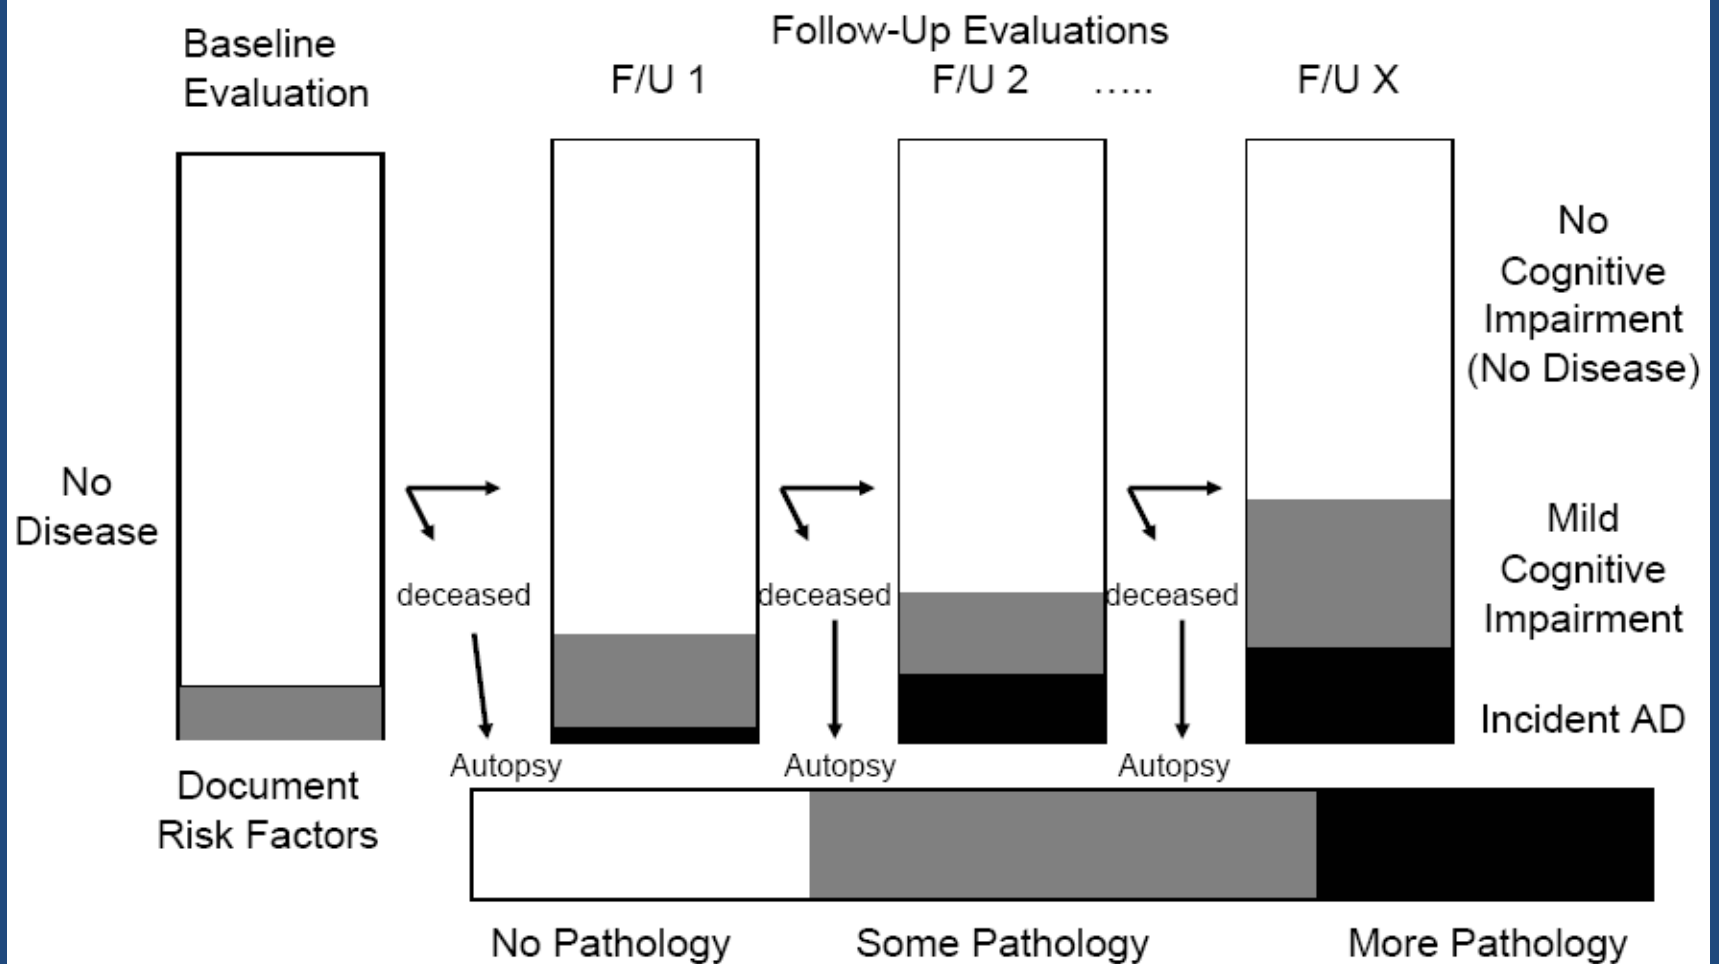 Baseline
Evaluation
Follow-Up Evaluations
F/U 1
F/U 2
.....
F/U X
No
Disease
deceased
deceased
deceased
No
Cognitive
Impairment
(No Disease)
Mild
Cognitive
Impairment
Incident AD
Autopsy
Autopsy
Autopsy
Document
Risk Factors
No Pathology
Some Pathology
More Pathology